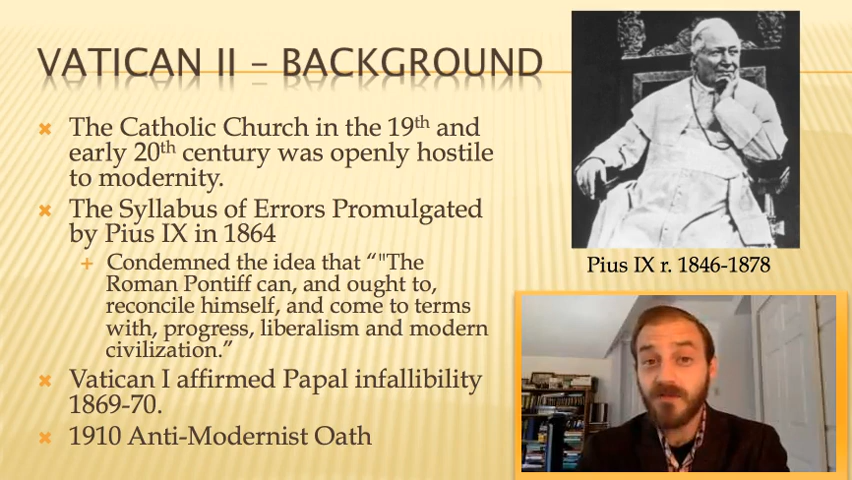 VATICAN II – BACKGROUND
The Catholic Church in the 19th and
early 20th century was openly hostile
to modernity.
The Syllabus of Errors Promulgated
by Pius IX in 1864
Condemned the idea that “"The
Roman Pontiff can, and ought to,
reconcile himself, and come to terms
with, progress, liberalism and modern
civilization.”
Vatican I affirmed Papal infallibility
1869-70.
1910 Anti-Modernist Oath
Pius IX r. 1846-1878